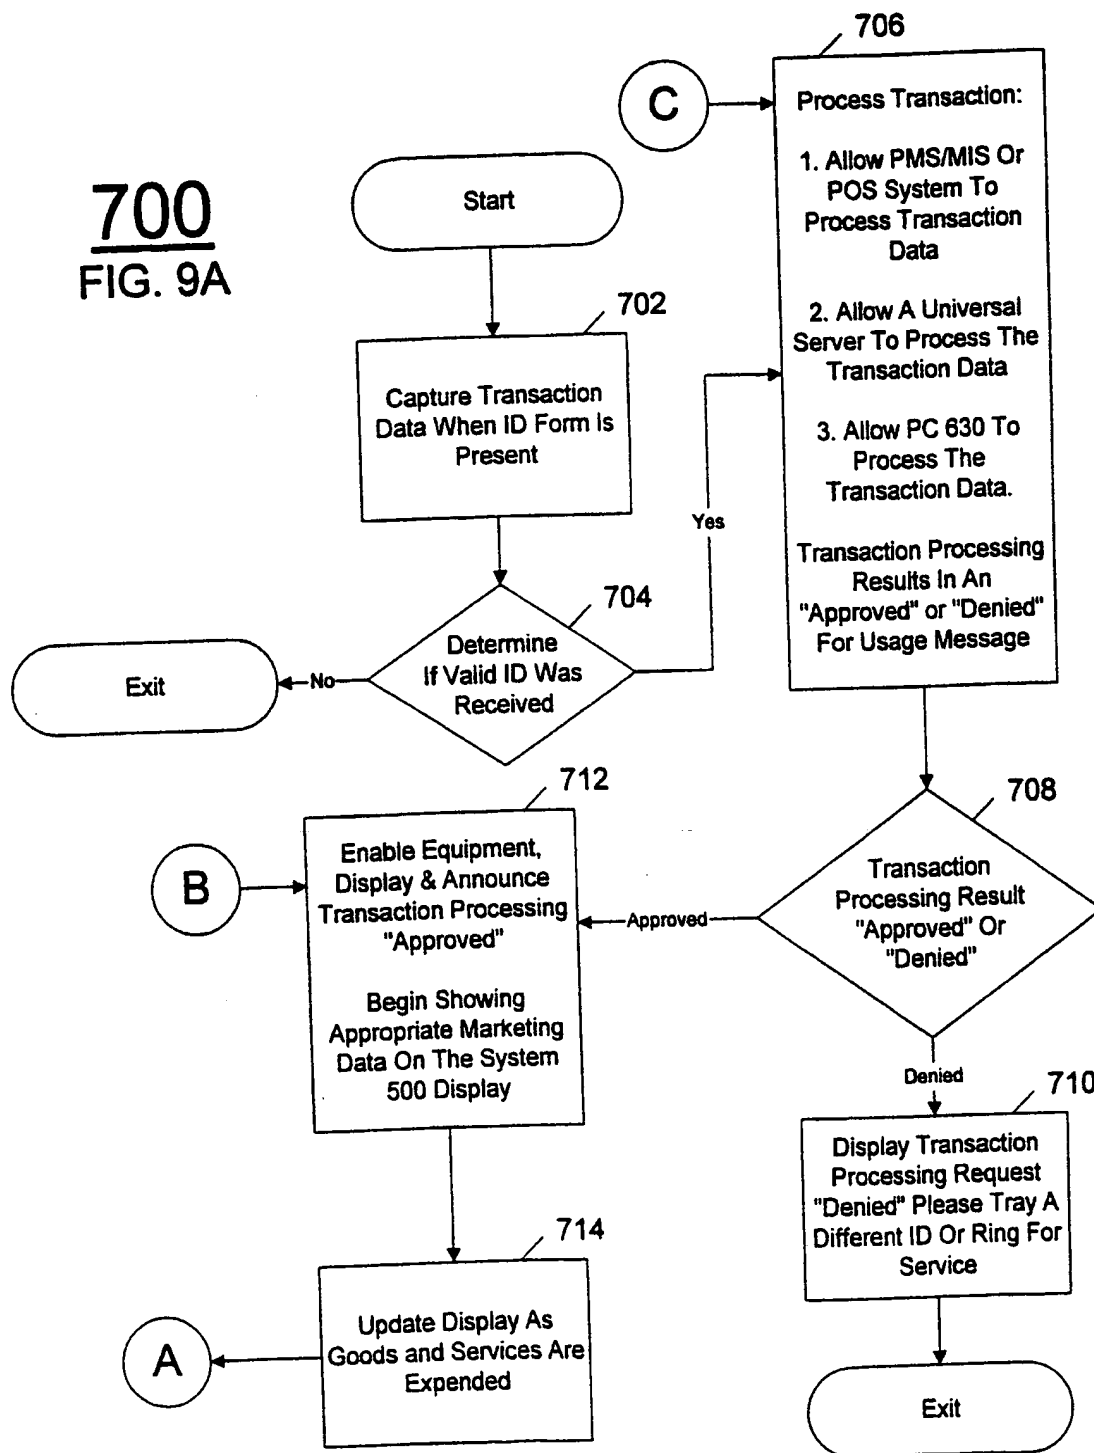 700
FIG. 9A
Start
702
Capture Transaction
Data When ID Form Is
Present
704
Determine
If Valid ID Was
Received
No
Exit
Yes
C
706
Process Transaction:
1. Allow PMS/MIS Or
POS System To
Process Transaction
Data
2. Allow A Universal
Server To Process The
Transaction Data
3. Allow PC 630 To
Process The
Transaction Data.
Transaction Processing
Results In An
"Approved" or "Denied"
For Usage Message
708
Transaction
Processing Result
"Approved" Or
"Denied"
Approved
Denied
710
Display Transaction
Processing Request
"Denied" Please Tray A
Different ID Or Ring For
Service
Exit
B
712
Enable Equipment,
Display & Announce
Transaction Processing
"Approved"
Begin Showing
Appropriate Marketing
Data On The System
500 Display
714
Update Display As
Goods and Services Are
Expended
A